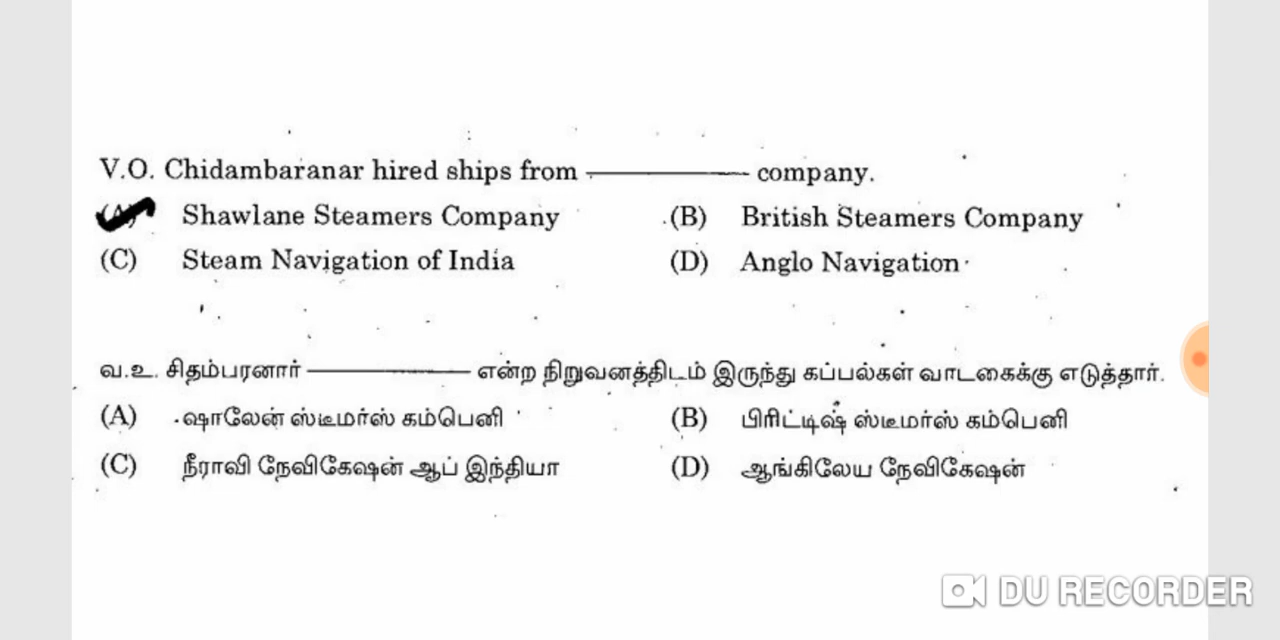 V.O. Chidambaranar hired ships from ————— company.
(A) Shawlane Steamers Company (B) British Steamers Company
(C) Steam Navigation of India (D) Anglo Navigation
வ.உ. சிதம்பரனார் ————— என்ற நிறுவனத்திடம் இருந்து கப்பல்கள் வாடகைக்கு எடுத்தார்.
(A) ஷாலேன் ஸ்டீமர்ஸ் கம்பெனி (B) பிரிட்டிஷ் ஸ்டீமர்ஸ் கம்பெனி
(C) நீராவி நேவிகேஷன் ஆப் இந்தியா (D) ஆங்கிலேய நேவிகேஷன்
DU RECORDER